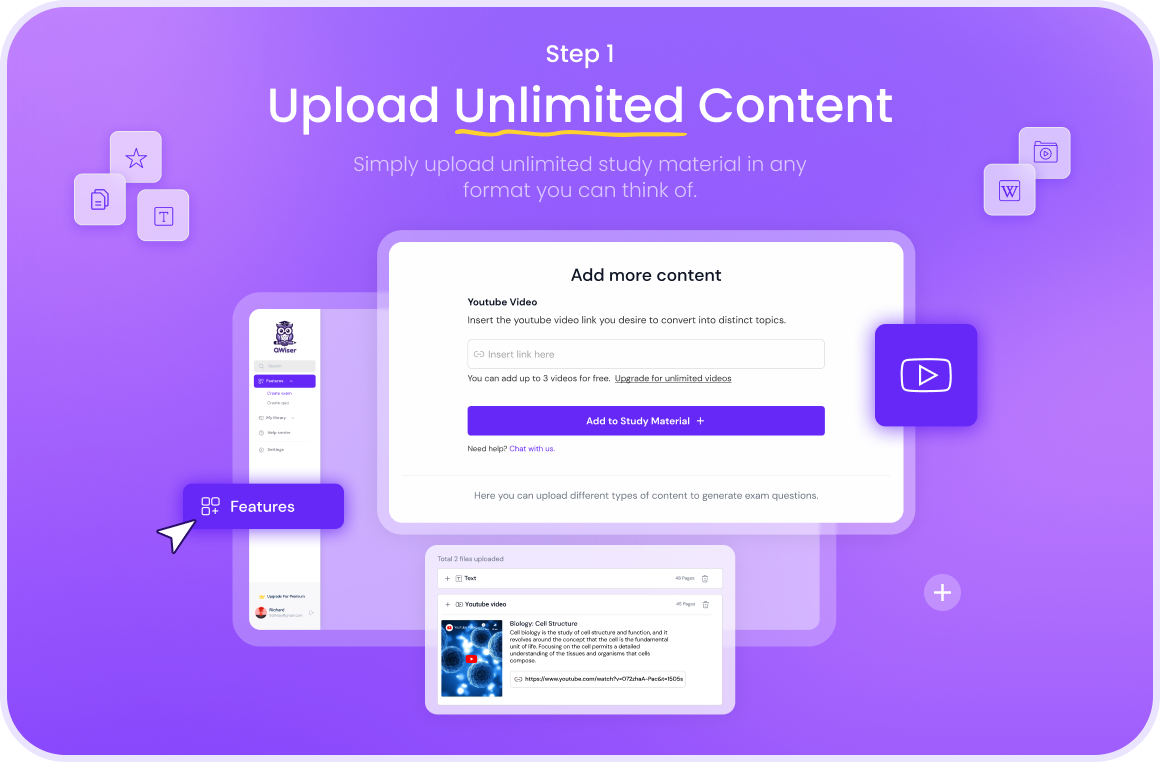 Step 1
Upload Unlimited Content
Simply upload unlimited study material in any
format you can think of.
T
W
Add more content
Youtube Video
Insert the youtube video link you desire to convert into distinct topics.
Insert link here
You can add up to 3 videos for free. Upgrade for unlimited videos
Add to Study Material +
Need help? Chat with us.
Here you can upload different types of content to generate exam questions.
QWiser
Search
Features
Create exam
Create quiz
My library
Help center
Settings
Features
Upgrade For Premium
Richard
Total 2 files uploaded
T Text
48 Pages
Youtube video
45 Pages
Biology: Cell Structure
Cell biology is the study of cell structure and function, and it
revolves around the concept that the cell is the fundamental
unit of life. Focusing on the cell permits a detailed
understanding of the tissues and organisms that cells
compose.
https://www.youtube.com/watch?v=072zhaA-Pac&t=1505s